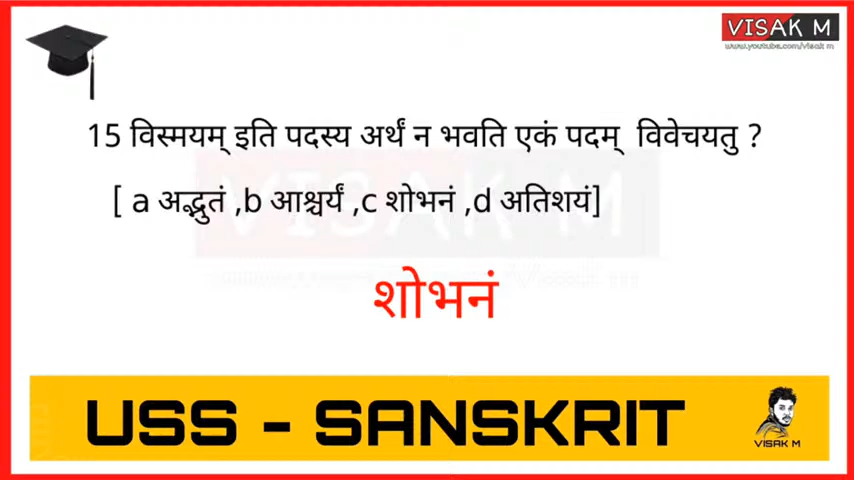 VISAK M
www.youtube.com/visak m
15 विस्मयम् इति पदस्य अर्थं न भवति एकं पदम् विवेचयतु ?
[ a अद्भुतं ,b आश्चर्यं ,c शोभनं ,d अतिशयं]
VISAK M
शोभनं
USS - SANSKRIT
VISAK M